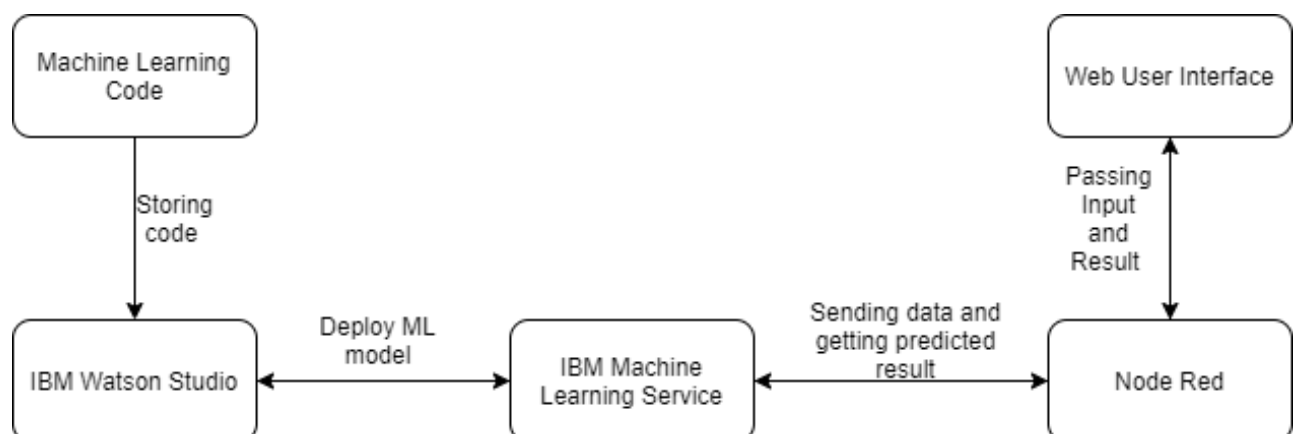 Machine Learning
Code
Web User Interface
Storing
code
Passing
Input
and
Result
IBM Watson Studio
Deploy ML
model
IBM Machine
Learning Service
Sending data and
getting predicted
result
Node Red